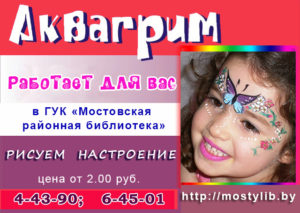 Аквагрим
Работает для вас
в ГУК «Мостовская
районная библиотека»
РИСУЕМ НАСТРОЕНИЕ
цена от 2.00 руб.
4-43-90; 6-45-01
http://mostylib.by